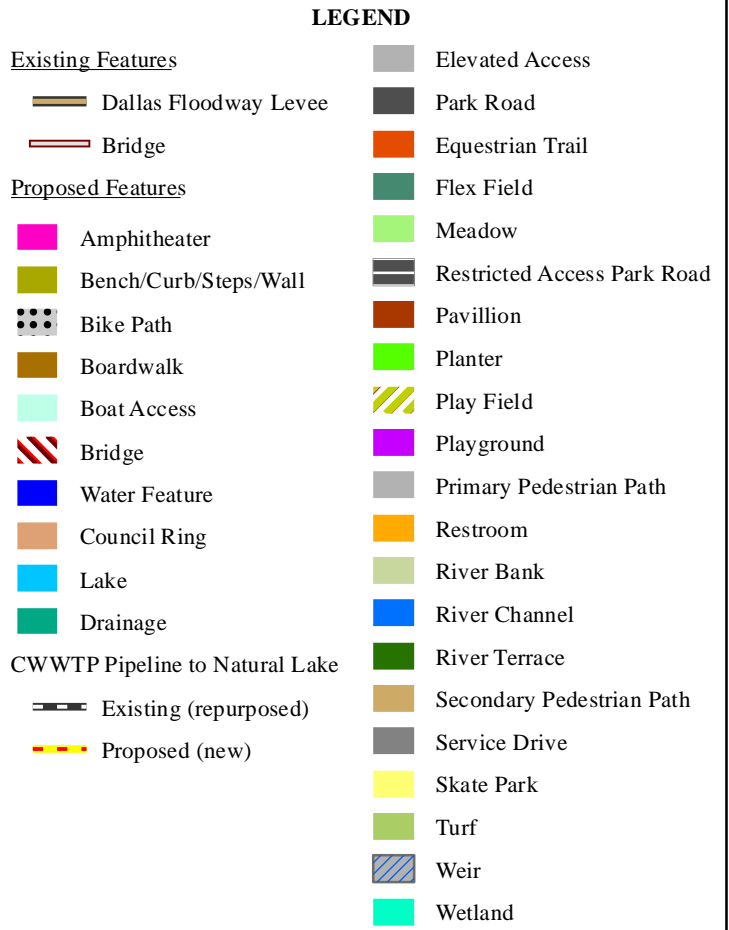 LEGEND
Existing Features
Dallas Floodway Levee
Bridge
Proposed Features
Amphitheater
Bench/Curb/Steps/Wall
Bike Path
Boardwalk
Boat Access
Bridge
Water Feature
Council Ring
Lake
Drainage
CWWTP Pipeline to Natural Lake
Existing (repurposed)
Proposed (new)
Elevated Access
Park Road
Equestrian Trail
Flex Field
Meadow
Restricted Access Park Road
Pavillion
Planter
Play Field
Playground
Primary Pedestrian Path
Restroom
River Bank
River Channel
River Terrace
Secondary Pedestrian Path
Service Drive
Skate Park
Turf
Weir
Wetland